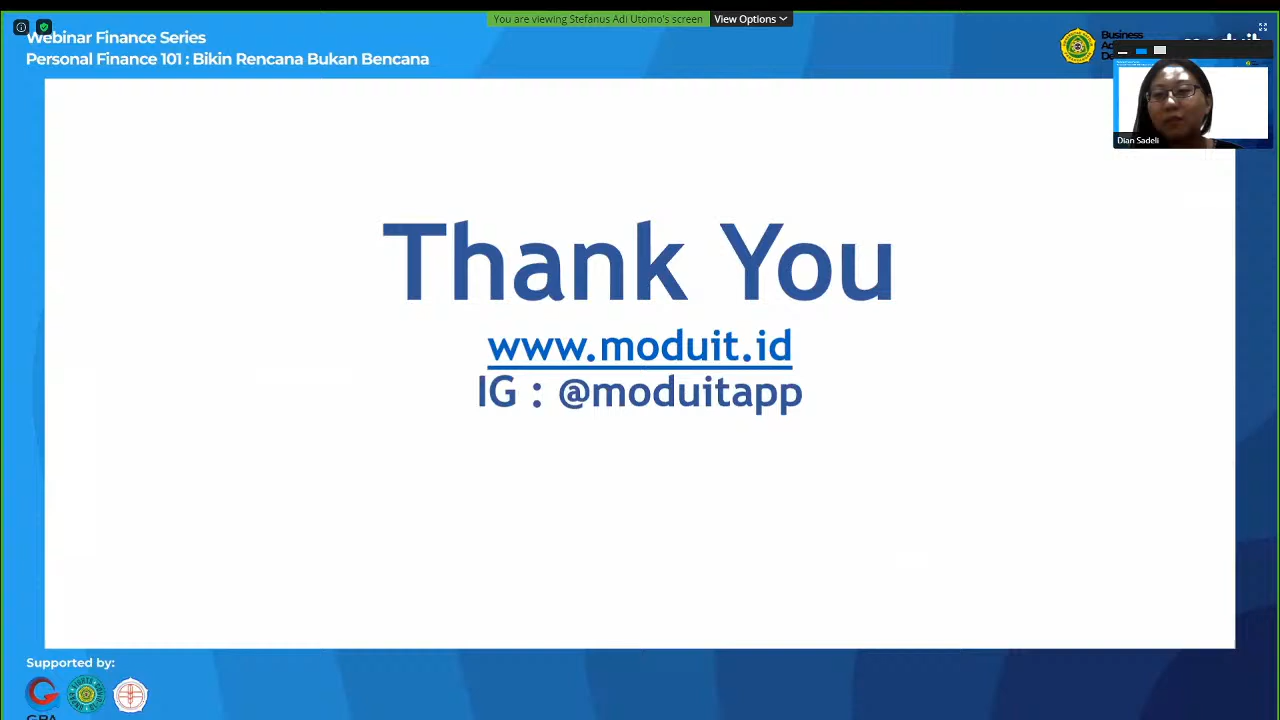 You are viewing Stefanus Adi Utomo's screen
View Options
Webinar Finance Series
Personal Finance 101 : Bikin Rencana Bukan Bencana
Business
moduit
Dian Sadeli
Thank You
www.moduit.id
IG : @moduitapp
Supported by: